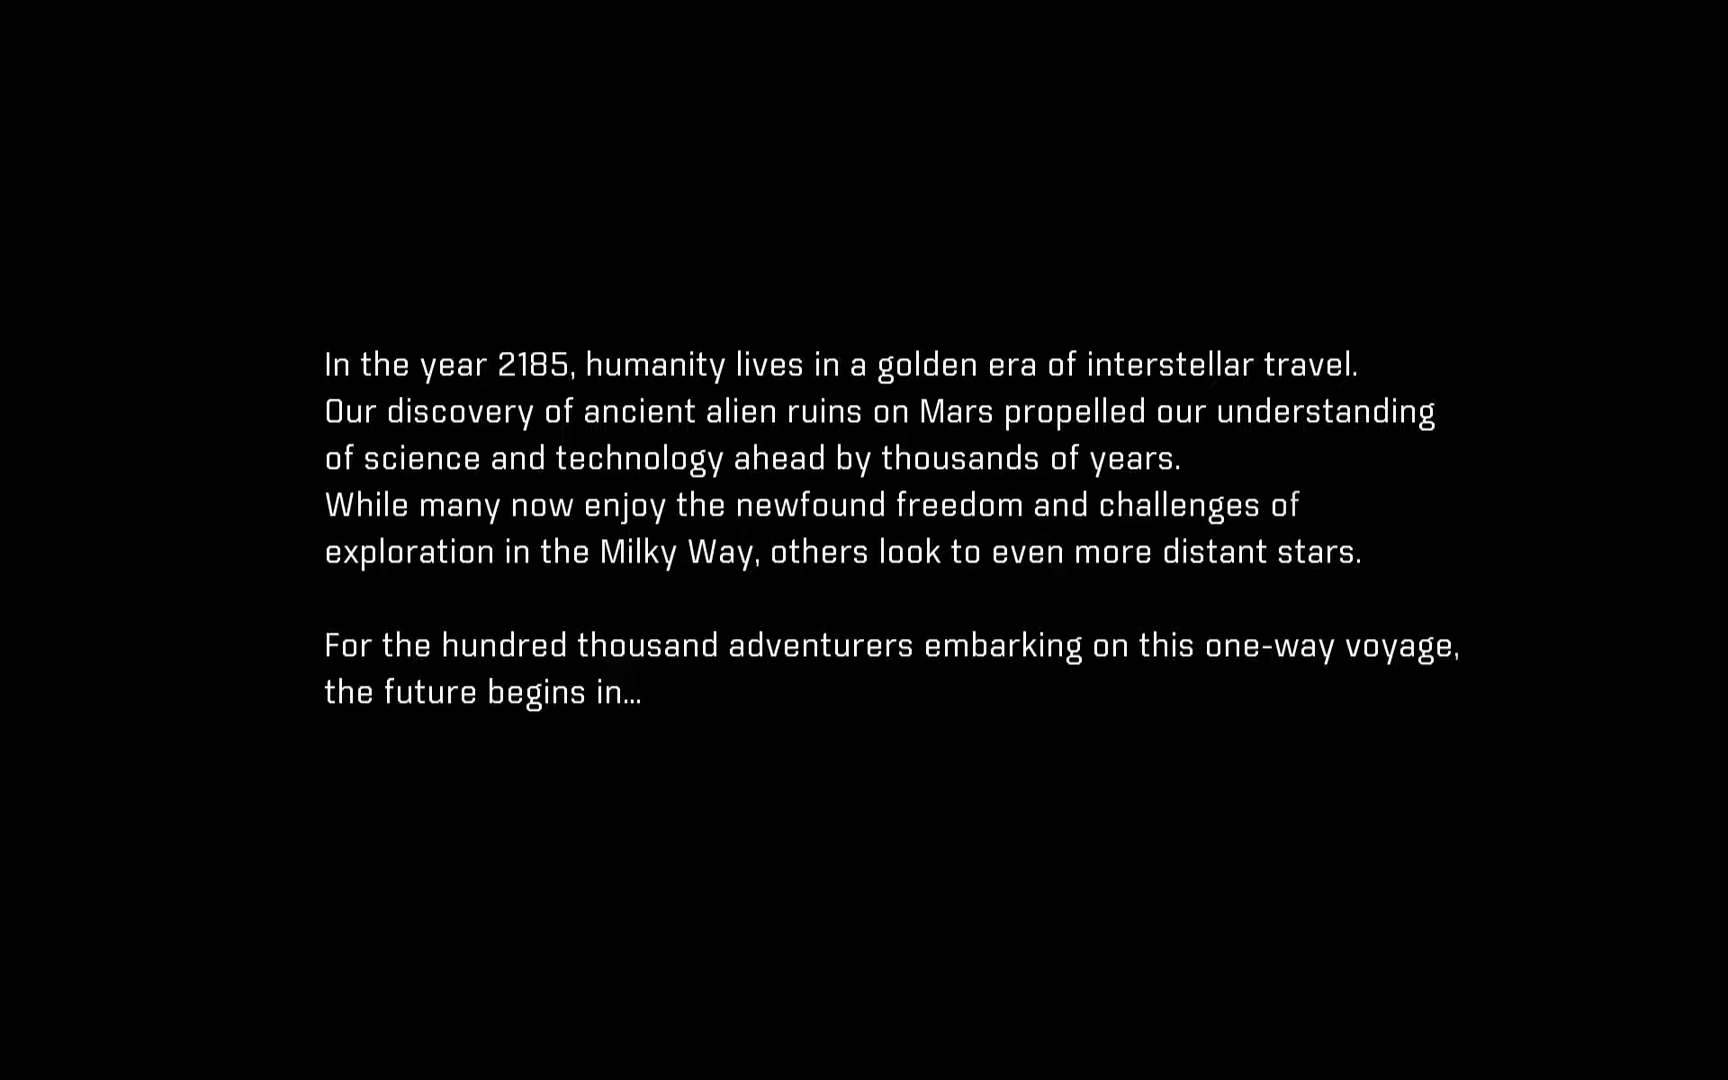 In the year 2185, humanity lives in a golden era of interstellar travel.
Our discovery of ancient alien ruins on Mars propelled our understanding
of science and technology ahead by thousands of years.
While many now enjoy the newfound freedom and challenges of
exploration in the Milky Way, others look to even more distant stars.
For the hundred thousand adventurers embarking on this one-way voyage,
the future begins in...